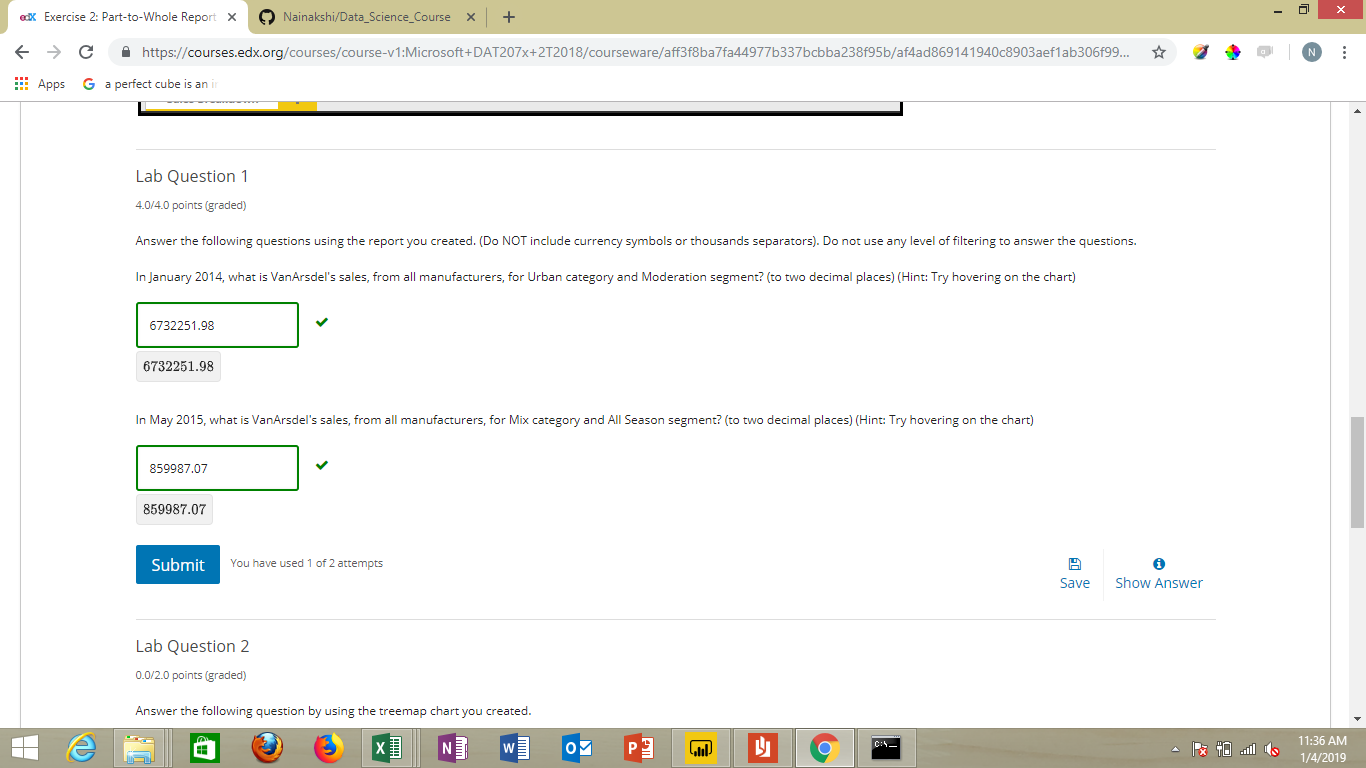 edX Exercise 2: Part-to-Whole Report
Nainakshi/Data_Science_Course
https://courses.edx.org/courses/course-v1:Microsoft+DAT207x+2T2018/courseware/aff3f8ba7fa44977b337bcbba238f95b/af4ad869141940c8903aef1ab306f99...
N
Apps
G a perfect cube is an i
Lab Question 1
4.0/4.0 points (graded)
Answer the following questions using the report you created. (Do NOT include currency symbols or thousands separators). Do not use any level of filtering to answer the questions.
In January 2014, what is VanArsdel's sales, from all manufacturers, for Urban category and Moderation segment? (to two decimal places) (Hint: Try hovering on the chart)
6732251.98
6732251.98
In May 2015, what is VanArsdel's sales, from all manufacturers, for Mix category and All Season segment? (to two decimal places) (Hint: Try hovering on the chart)
859987.07
859987.07
Submit
You have used 1 of 2 attempts
Save
Show Answer
Lab Question 2
0.0/2.0 points (graded)
Answer the following question by using the treemap chart you created.
11:36 AM
1/4/2019